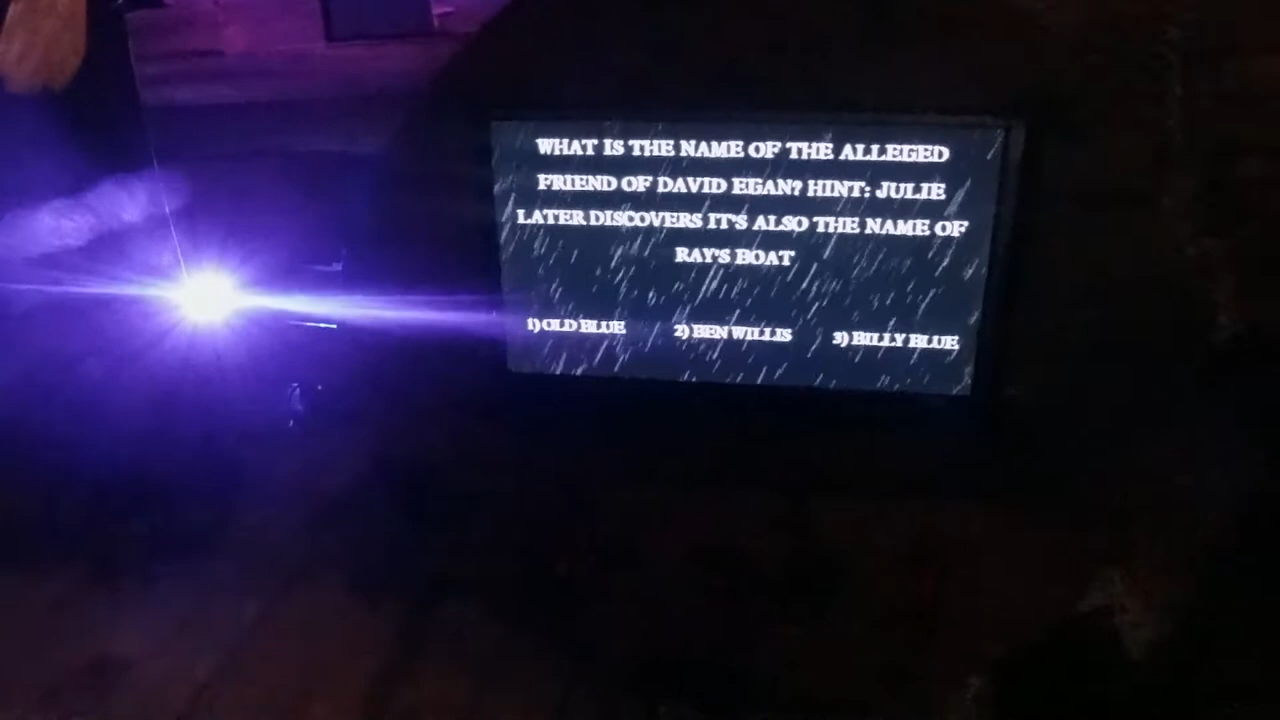 WHAT IS THE NAME OF THE ALLEGED
FRIEND OF DAVID EGAN? HINT: JULIE
LATER DISCOVERS IT'S ALSO THE NAME OF
RAY'S BOAT
1) OLD BLUE 2) BEN WILLIS 3) BILLY BLUE